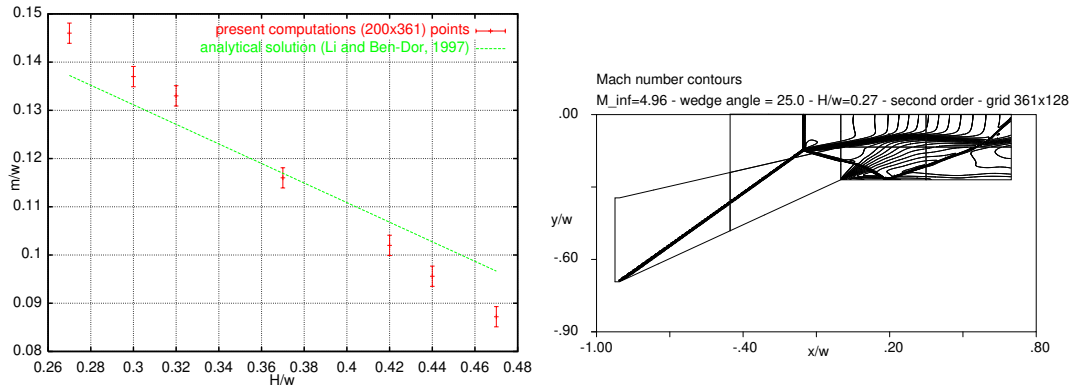 present computations (200x361) points
analytical solution (Li and Ben-Dor, 1997)
0.15
0.14
0.13
0.12
0.11
0.1
0.09
0.08
m/w
0.26 0.28 0.3 0.32 0.34 0.36 0.38 0.4 0.42 0.44 0.46 0.48
H/w
Mach number contours
M_inf=4.96 - wedge angle = 25.0 - H/w=0.27 - second order - grid 361x128
.00
-.30
y/w
-.60
-.90
-1.00 -.40 .20 .80
x/w